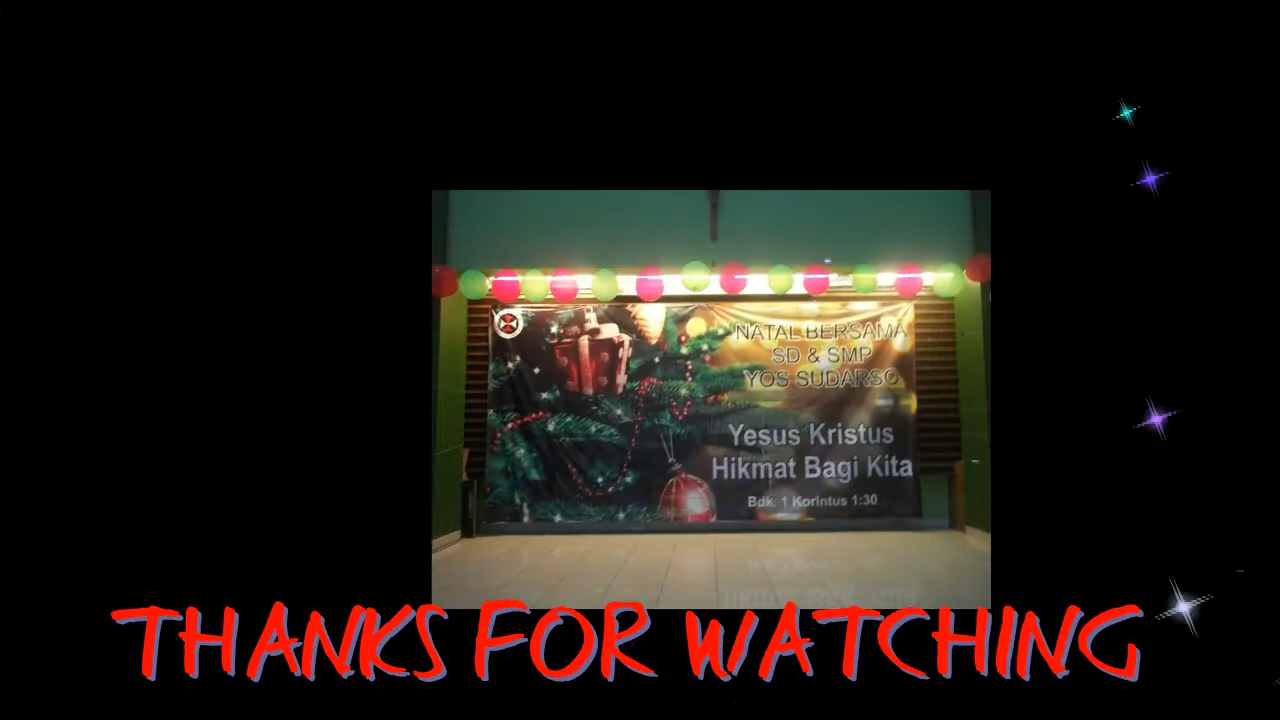 NATAL BERSAMA
SD & SMP
YOS SUDARSO
Yesus Kristus
Hikmat Bagi Kita
Bdk. 1 Korintus 1:30
THANKS FOR WATCHING